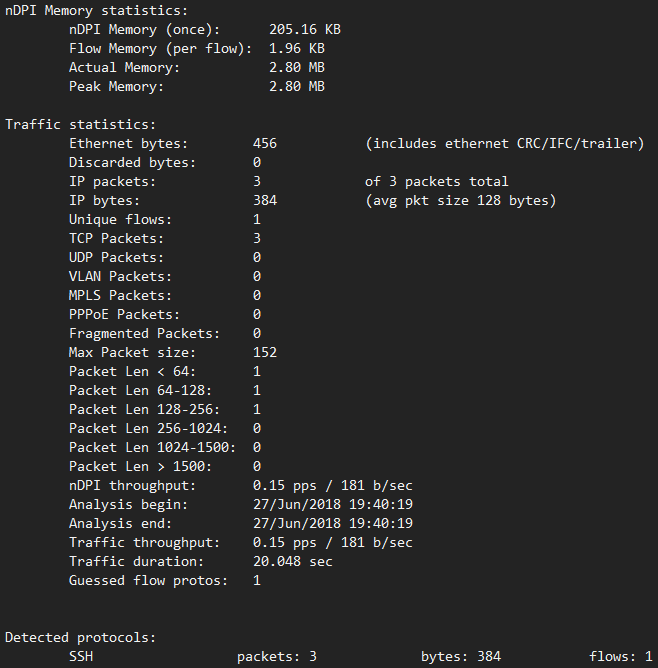 nDPI Memory statistics:
nDPI Memory (once): 205.16 KB
Flow Memory (per flow): 1.96 KB
Actual Memory: 2.80 MB
Peak Memory: 2.80 MB
Traffic statistics:
Ethernet bytes: 456 (includes ethernet CRC/IFC/trailer)
Discarded bytes: 0
IP packets: 3 of 3 packets total
IP bytes: 384 (avg pkt size 128 bytes)
Unique flows: 1
TCP Packets: 3
UDP Packets: 0
VLAN Packets: 0
MPLS Packets: 0
PPPoE Packets: 0
Fragmented Packets: 0
Max Packet size: 152
Packet Len < 64: 1
Packet Len 64-128: 1
Packet Len 128-256: 1
Packet Len 256-1024: 0
Packet Len 1024-1500: 0
Packet Len > 1500: 0
nDPI throughput: 0.15 pps / 181 b/sec
Analysis begin: 27/Jun/2018 19:40:19
Analysis end: 27/Jun/2018 19:40:19
Traffic throughput: 0.15 pps / 181 b/sec
Traffic duration: 20.048 sec
Guessed flow protos: 1
Detected protocols:
SSH packets: 3 bytes: 384 flows: 1